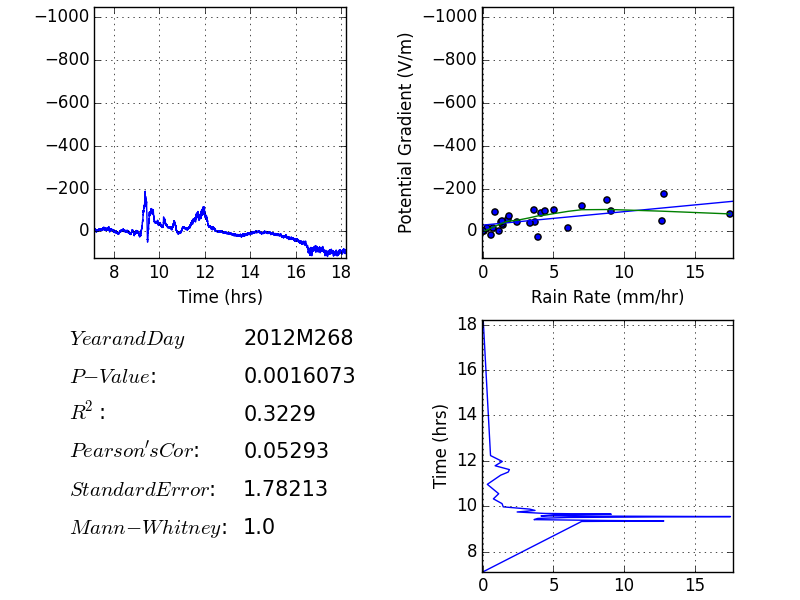 −1000
−800
−600
−400
−200
0
8 10 12 14 16 18
Time (hrs)
Potential Gradient (V/m)
−1000
−800
−600
−400
−200
0
0 5 10 15
Rain Rate (mm/hr)
YearandDay 2012M268
P−Value: 0.0016073
R² : 0.3229
Pearson'sCor: 0.05293
StandardError: 1.78213
Mann−Whitney: 1.0
Time (hrs)
18
16
14
12
10
8
0 5 10 15